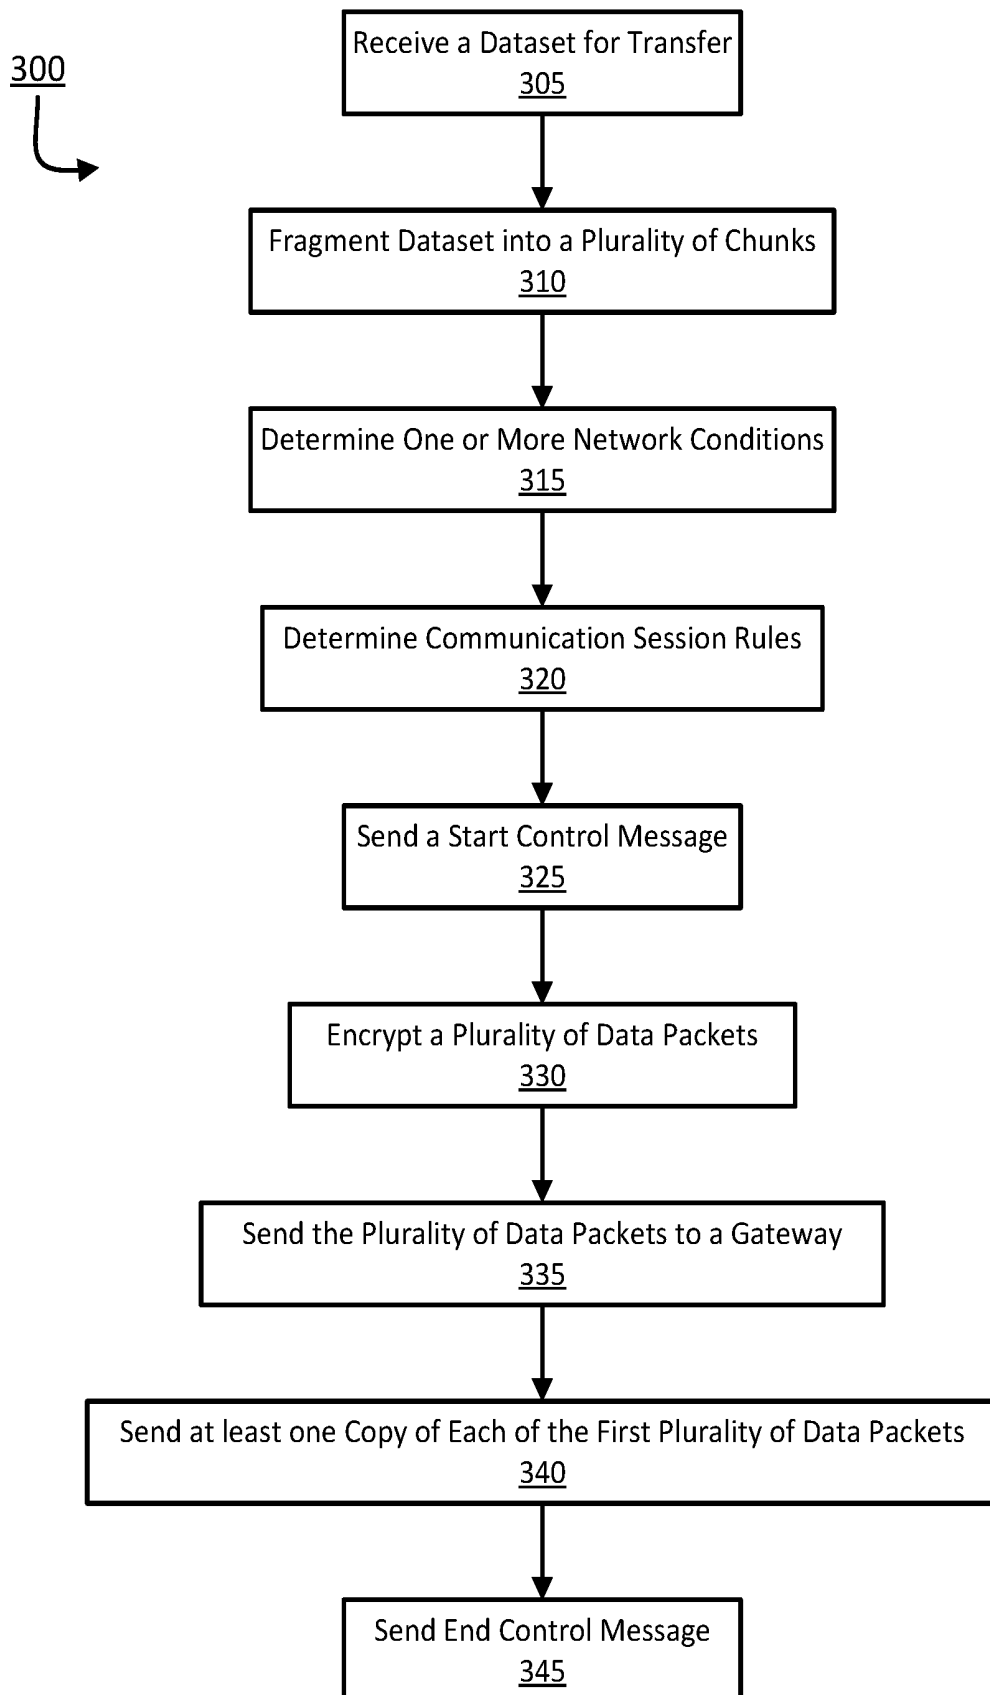 300
Receive a Dataset for Transfer
305
Fragment Dataset into a Plurality of Chunks
310
Determine One or More Network Conditions
315
Determine Communication Session Rules
320
Send a Start Control Message
325
Encrypt a Plurality of Data Packets
330
Send the Plurality of Data Packets to a Gateway
335
Send at least one Copy of Each of the First Plurality of Data Packets
340
Send End Control Message
345